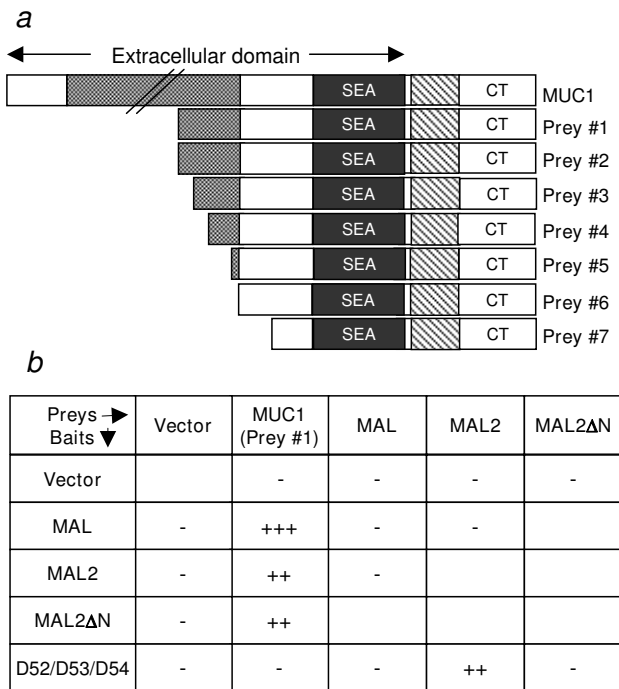 a
Extracellular domain
SEA CT MUC1
SEA CT Prey #1
SEA CT Prey #2
SEA CT Prey #3
SEA CT Prey #4
SEA CT Prey #5
SEA CT Prey #6
SEA CT Prey #7
b
Preys Baits Vector MUC1 (Prey #1) MAL MAL2 MAL2ΔN
Vector - - - -
MAL - +++ - -
MAL2 - ++ -
MAL2ΔN - ++
D52/D53/D54 - - - ++ -